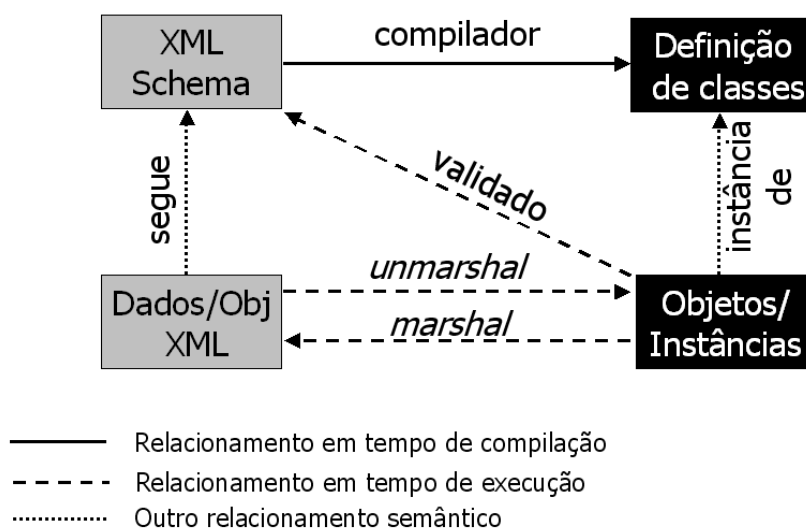 XML
Schema
compilador
Definição
de classes
segue
validado
instância
de
Dados/Obj
XML
unmarshal
marshal
Objetos/
Instâncias
Relacionamento em tempo de compilação
Relacionamento em tempo de execução
Outro relacionamento semântico